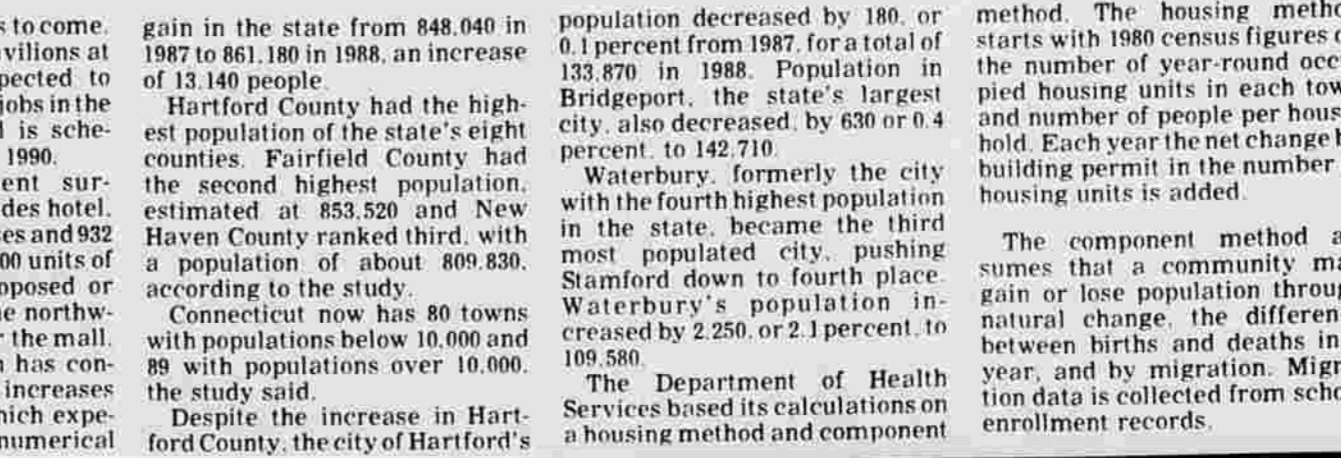 s to come.
vilions at
pected to
jobs in the
is sche-
1990.
ent sur-
des hotel,
es and 932
00 units of
posed or
e northw-
the mall.
has con-
increases
hich expe-
numerical
gain in the state from 848,040 in
1987 to 861,180 in 1988, an increase
of 13,140 people.
Hartford County had the high-
est population of the state's eight
counties. Fairfield County had
the second highest population,
estimated at 853,520 and New
Haven County ranked third, with
a population of about 809,830,
according to the study.
Connecticut now has 80 towns
with populations below 10,000 and
89 with populations over 10,000,
the study said.
Despite the increase in Hart-
ford County, the city of Hartford's
population decreased by 180, or
0.1 percent from 1987, for a total of
133,870 in 1988. Population in
Bridgeport, the state's largest
city, also decreased, by 630 or 0.4
percent, to 142,710.
Waterbury, formerly the city
with the fourth highest population
in the state, became the third
most populated city, pushing
Stamford down to fourth place.
Waterbury's population in-
creased by 2,250, or 2.1 percent, to
109,580.
The Department of Health
Services based its calculations on
a housing method and component
method. The housing metho
starts with 1980 census figures o
the number of year-round occ
pied housing units in each tow
and number of people per hous
hold. Each year the net change
building permit in the number
housing units is added.
The component method a
sumes that a community ma
gain or lose population throug
natural change, the differen
between births and deaths in
year, and by migration. Migr
tion data is collected from scho
enrollment records.